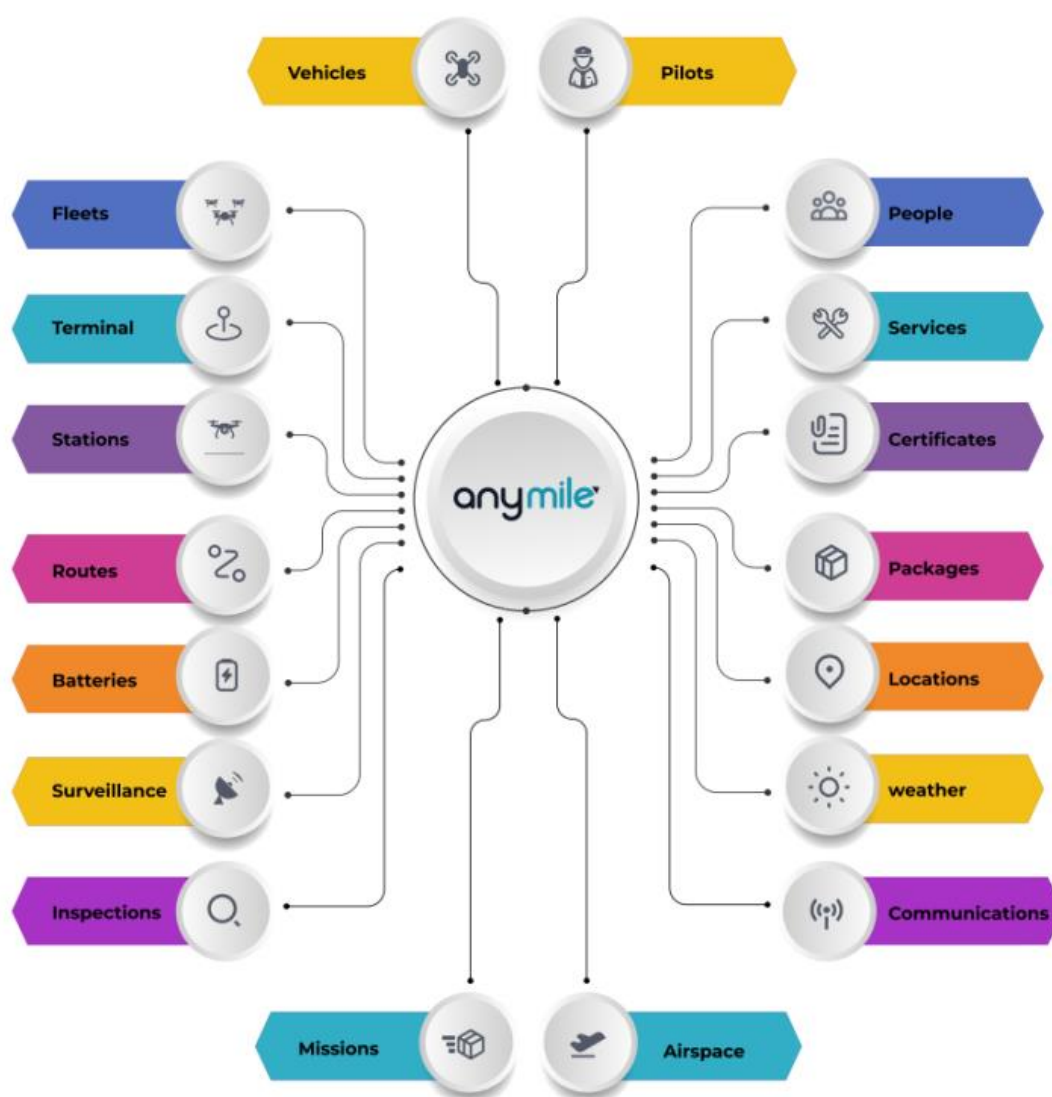 Vehicles
Pilots
Fleets
People
Terminal
Services
Stations
Certificates
anymile
Routes
Packages
Batteries
Locations
Surveillance
weather
Inspections
Communications
Missions
Airspace